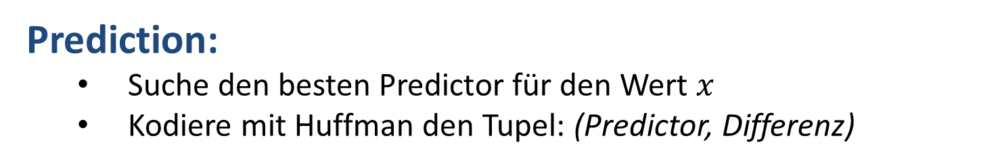 Prediction:
• Suche den besten Predictor für den Wert x
• Kodiere mit Huffman den Tupel: (Predictor, Differenz)